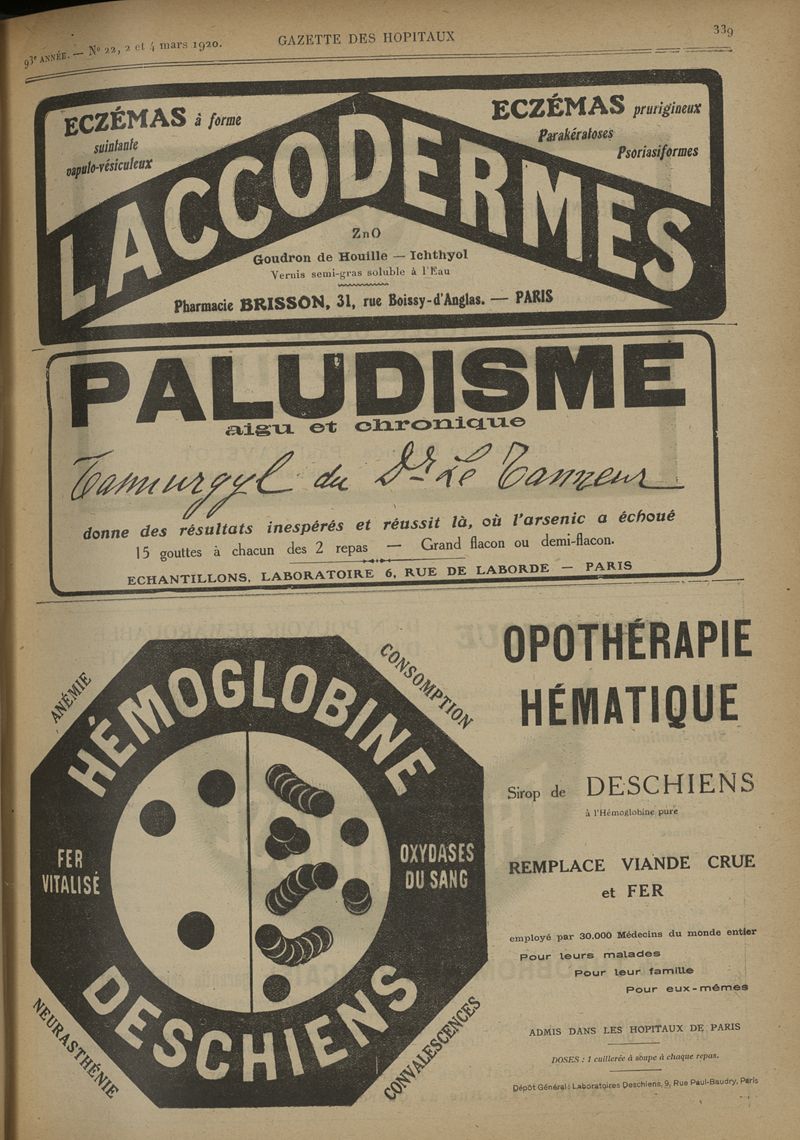 93e ANNÉE. — No 22, 2 et 4 mars 1920.
GAZETTE DES HOPITAUX
339
ECZÉMAS à forme
suintante
papulo-vésiculeux
ECZÉMAS prurigineux
Parakératoses
Psoriasiformes
LACCODERMES
ZnO
Goudron de Houille — Ichthyol
Vernis semi-gras soluble à l'Eau
Pharmacie BRISSON, 31, rue Boissy-d'Anglas. — PARIS
PALUDISME
aigu et chronique
Tannurgyl du Dr Le Tanneur
donne des résultats inespérés et réussit là, où l'arsenic a échoué
15 gouttes à chacun des 2 repas — Grand flacon ou demi-flacon.
ECHANTILLONS, LABORATOIRE 6, RUE DE LABORDE — PARIS
ANÉMIE
CONSOMPTION
HÉMOGLOBINE
FER
VITALISÉ
OXYDASES
DU SANG
DESCHIENS
NEURASTHÉNIE
CONVALESCENCES
OPOTHÉRAPIE
HÉMATIQUE
Sirop de DESCHIENS
à l'Hémoglobine pure
REMPLACE VIANDE CRUE
et FER
employé par 30.000 Médecins du monde entier
Pour leurs malades
Pour leur famille
Pour eux-mêmes
ADMIS DANS LES HOPITAUX DE PARIS
DOSES : 1 cuillerée à soupe à chaque repas.
Dépôt Général : Laboratoires Deschiens, 9, Rue Paul-Baudry, Paris